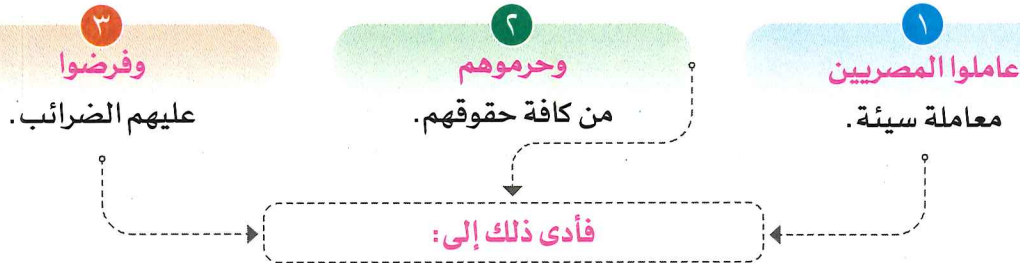 ١
عاملوا المصريين
معاملة سيئة.
٢
وحرموهم
من كافة حقوقهم.
٣
وفرضوا
عليهم الضرائب.
فأدى ذلك إلى: